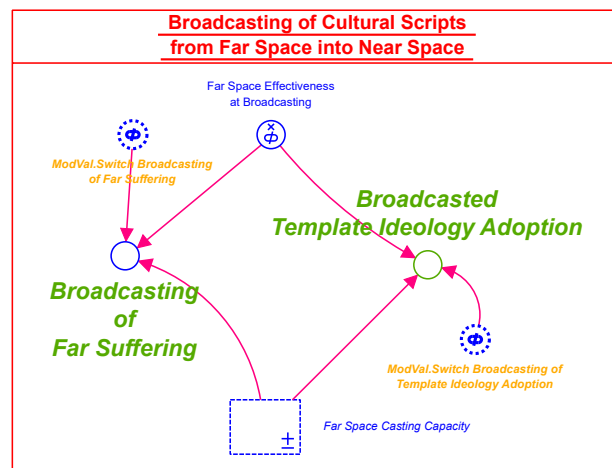 Broadcasting of Cultural Scripts
from Far Space into Near Space
Far Space Effectiveness
at Broadcasting
ModVal.Switch Broadcasting
of Far Suffering
Broadcasted
Template Ideology Adoption
Broadcasting
of
Far Suffering
ModVal.Switch Broadcasting of
Template Ideology Adoption
Far Space Casting Capacity